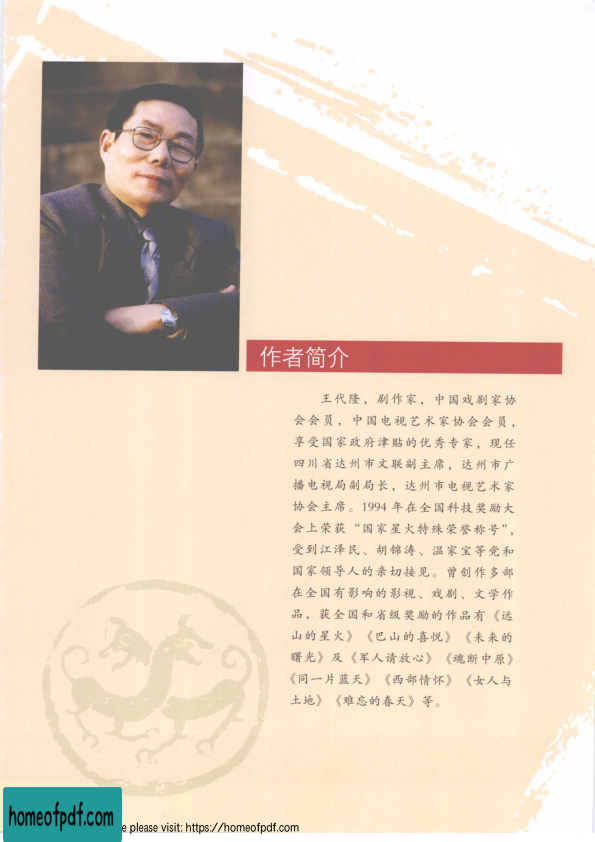 作者简介
王代隆，剧作家，中国戏剧家协
会会员，中国电视艺术家协会会员，
享受国家政府津贴的优秀专家，现任
四川省达州市文联副主席，达州市广
播电视局副局长，达州市电视艺术家
协会主席。1994 年在全国科技奖励大
会上荣获“国家星火特殊荣誉称号”，
受到江泽民、胡锦涛、温家宝等党和
国家领导人的亲切接见。曾创作多部
在全国有影响的影视、戏剧、文学作
品，获全国和省级奖励的作品有《远
山的星火》《巴山的喜悦》《未来的
曙光》及《军人请放心》《魂断中原》
《同一片蓝天》《西部情怀》《女人与
土地》《难忘的春天》等。
homeofpdf.com
e please visit: https://homeofpdf.com